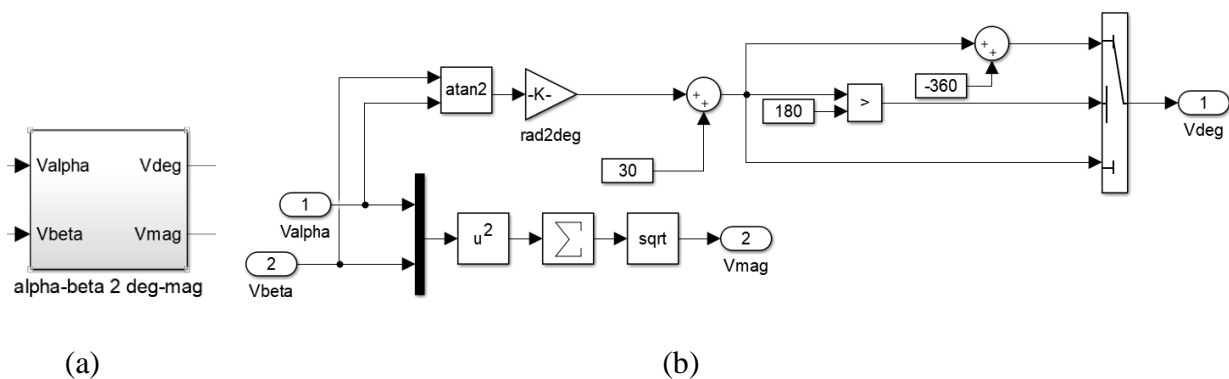 Valpha
Vdeg
Vbeta
Vmag
alpha-beta 2 deg-mag
(a)
atan2
-K-
rad2deg
+
+
30
180
>
-360
+
+
1
Vdeg
1
Valpha
2
Vbeta
u2
∑
sqrt
2
Vmag
(b)